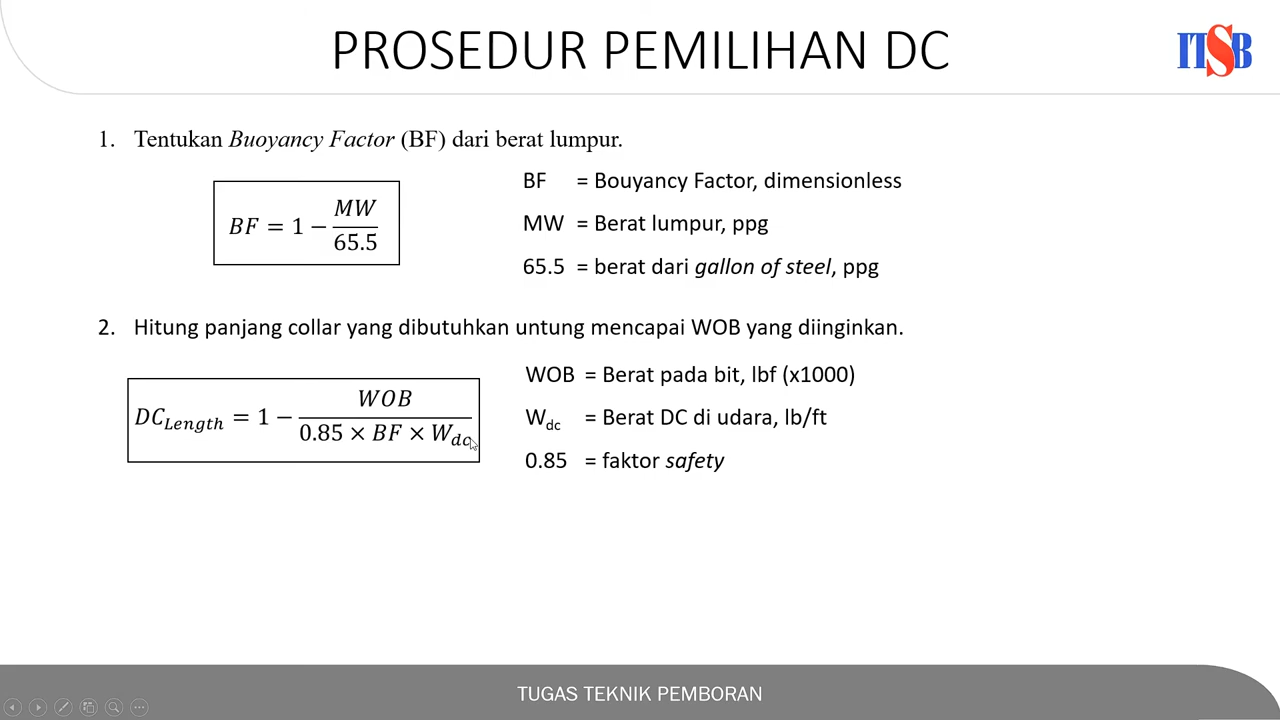 PROSEDUR PEMILIHAN DC
ITSB
1. Tentukan Buoyancy Factor (BF) dari berat lumpur.
BF = 1 − MW/65.5
BF = Bouyancy Factor, dimensionless
MW = Berat lumpur, ppg
65.5 = berat dari gallon of steel, ppg
2. Hitung panjang collar yang dibutuhkan untung mencapai WOB yang diinginkan.
DC_Length = 1 − WOB/(0.85 × BF × W_dc)
WOB = Berat pada bit, lbf (x1000)
W_dc = Berat DC di udara, lb/ft
0.85 = faktor safety
TUGAS TEKNIK PEMBORAN